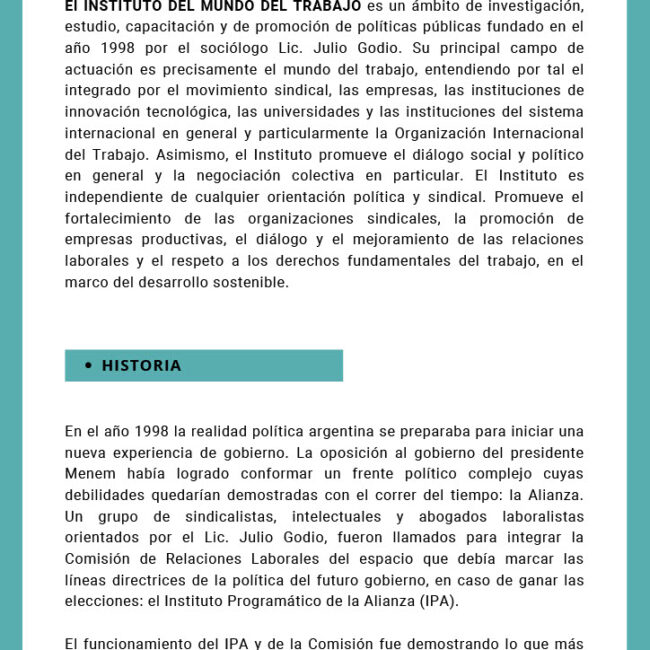 El INSTITUTO DEL MUNDO DEL TRABAJO es un ámbito de investigación,
estudio, capacitación y de promoción de políticas públicas fundado en el
año 1998 por el sociólogo Lic. Julio Godio. Su principal campo de
actuación es precisamente el mundo del trabajo, entendiendo por tal el
integrado por el movimiento sindical, las empresas, las instituciones de
innovación tecnológica, las universidades y las instituciones del sistema
internacional en general y particularmente la Organización Internacional
del Trabajo. Asimismo, el Instituto promueve el diálogo social y político
en general y la negociación colectiva en particular. El Instituto es
independiente de cualquier orientación política y sindical. Promueve el
fortalecimiento de las organizaciones sindicales, la promoción de
empresas productivas, el diálogo y el mejoramiento de las relaciones
laborales y el respeto a los derechos fundamentales del trabajo, en el
marco del desarrollo sostenible.
• HISTORIA
En el año 1998 la realidad política argentina se preparaba para iniciar una
nueva experiencia de gobierno. La oposición al gobierno del presidente
Menem había logrado conformar un frente político complejo cuyas
debilidades quedarían demostradas con el correr del tiempo: la Alianza.
Un grupo de sindicalistas, intelectuales y abogados laboralistas
orientados por el Lic. Julio Godio, fueron llamados para integrar la
Comisión de Relaciones Laborales del espacio que debía marcar las
líneas directrices de la política del futuro gobierno, en caso de ganar las
elecciones: el Instituto Programático de la Alianza (IPA).
El funcionamiento del IPA y de la Comisión fue demostrando lo que más